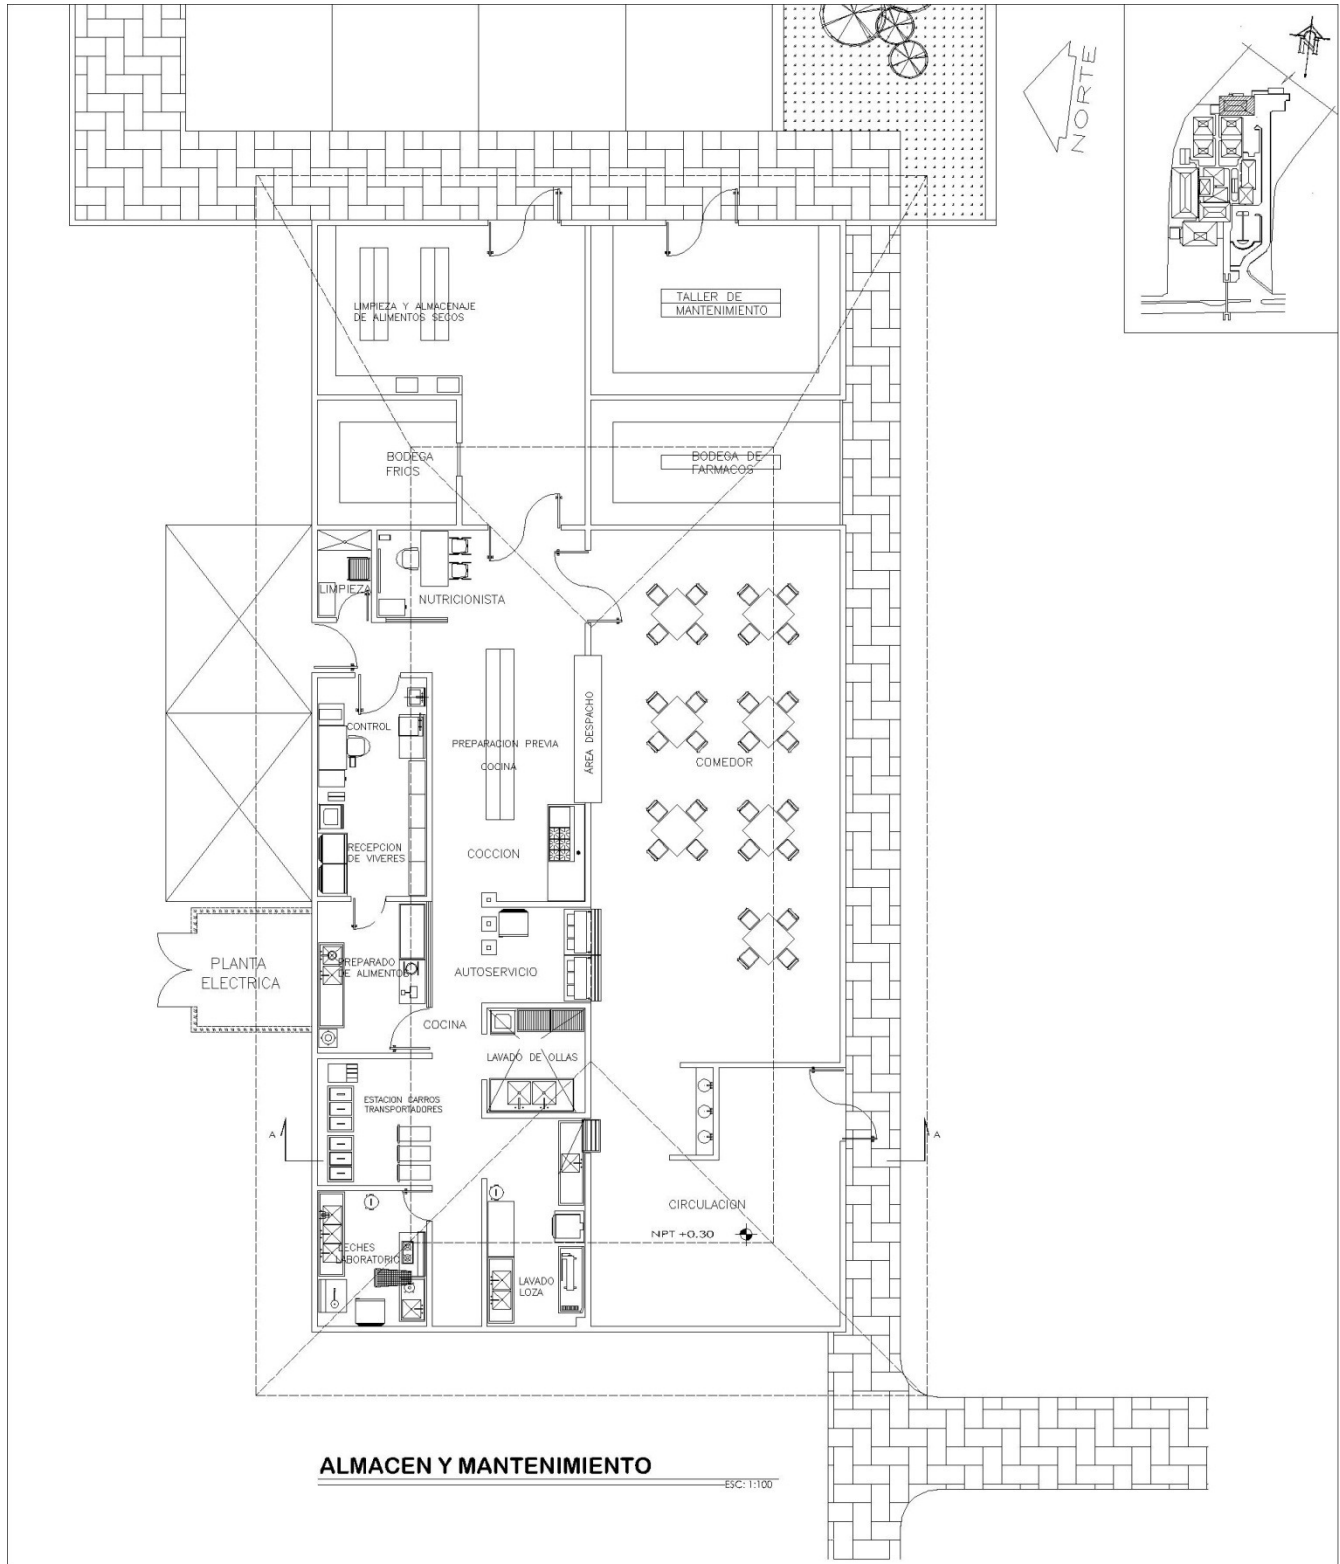 NORTE
N
LIMPIEZA Y ALMACENAJE
DE ALIMENTOS SECOS
TALLER DE
MANTENIMIENTO
BODEGA
FRIOS
BODEGA DE
FARMACOS
LIMPIEZA
NUTRICIONISTA
CONTROL
PREPARACION PREVIA
COCINA
ÁREA DESPACHO
COMEDOR
RECEPCION
DE VIVERES
COCCION
PLANTA
ELECTRICA
PREPARADO
DE ALIMENTOS
AUTOSERVICIO
COCINA
LAVADO DE OLLAS
ESTACION CARROS
TRANSPORTADORES
A
A
CIRCULACION
NPT +0.30
LECHES
LABORATORIO
LAVADO
LOZA
ALMACEN Y MANTENIMIENTO
ESC: 1:100